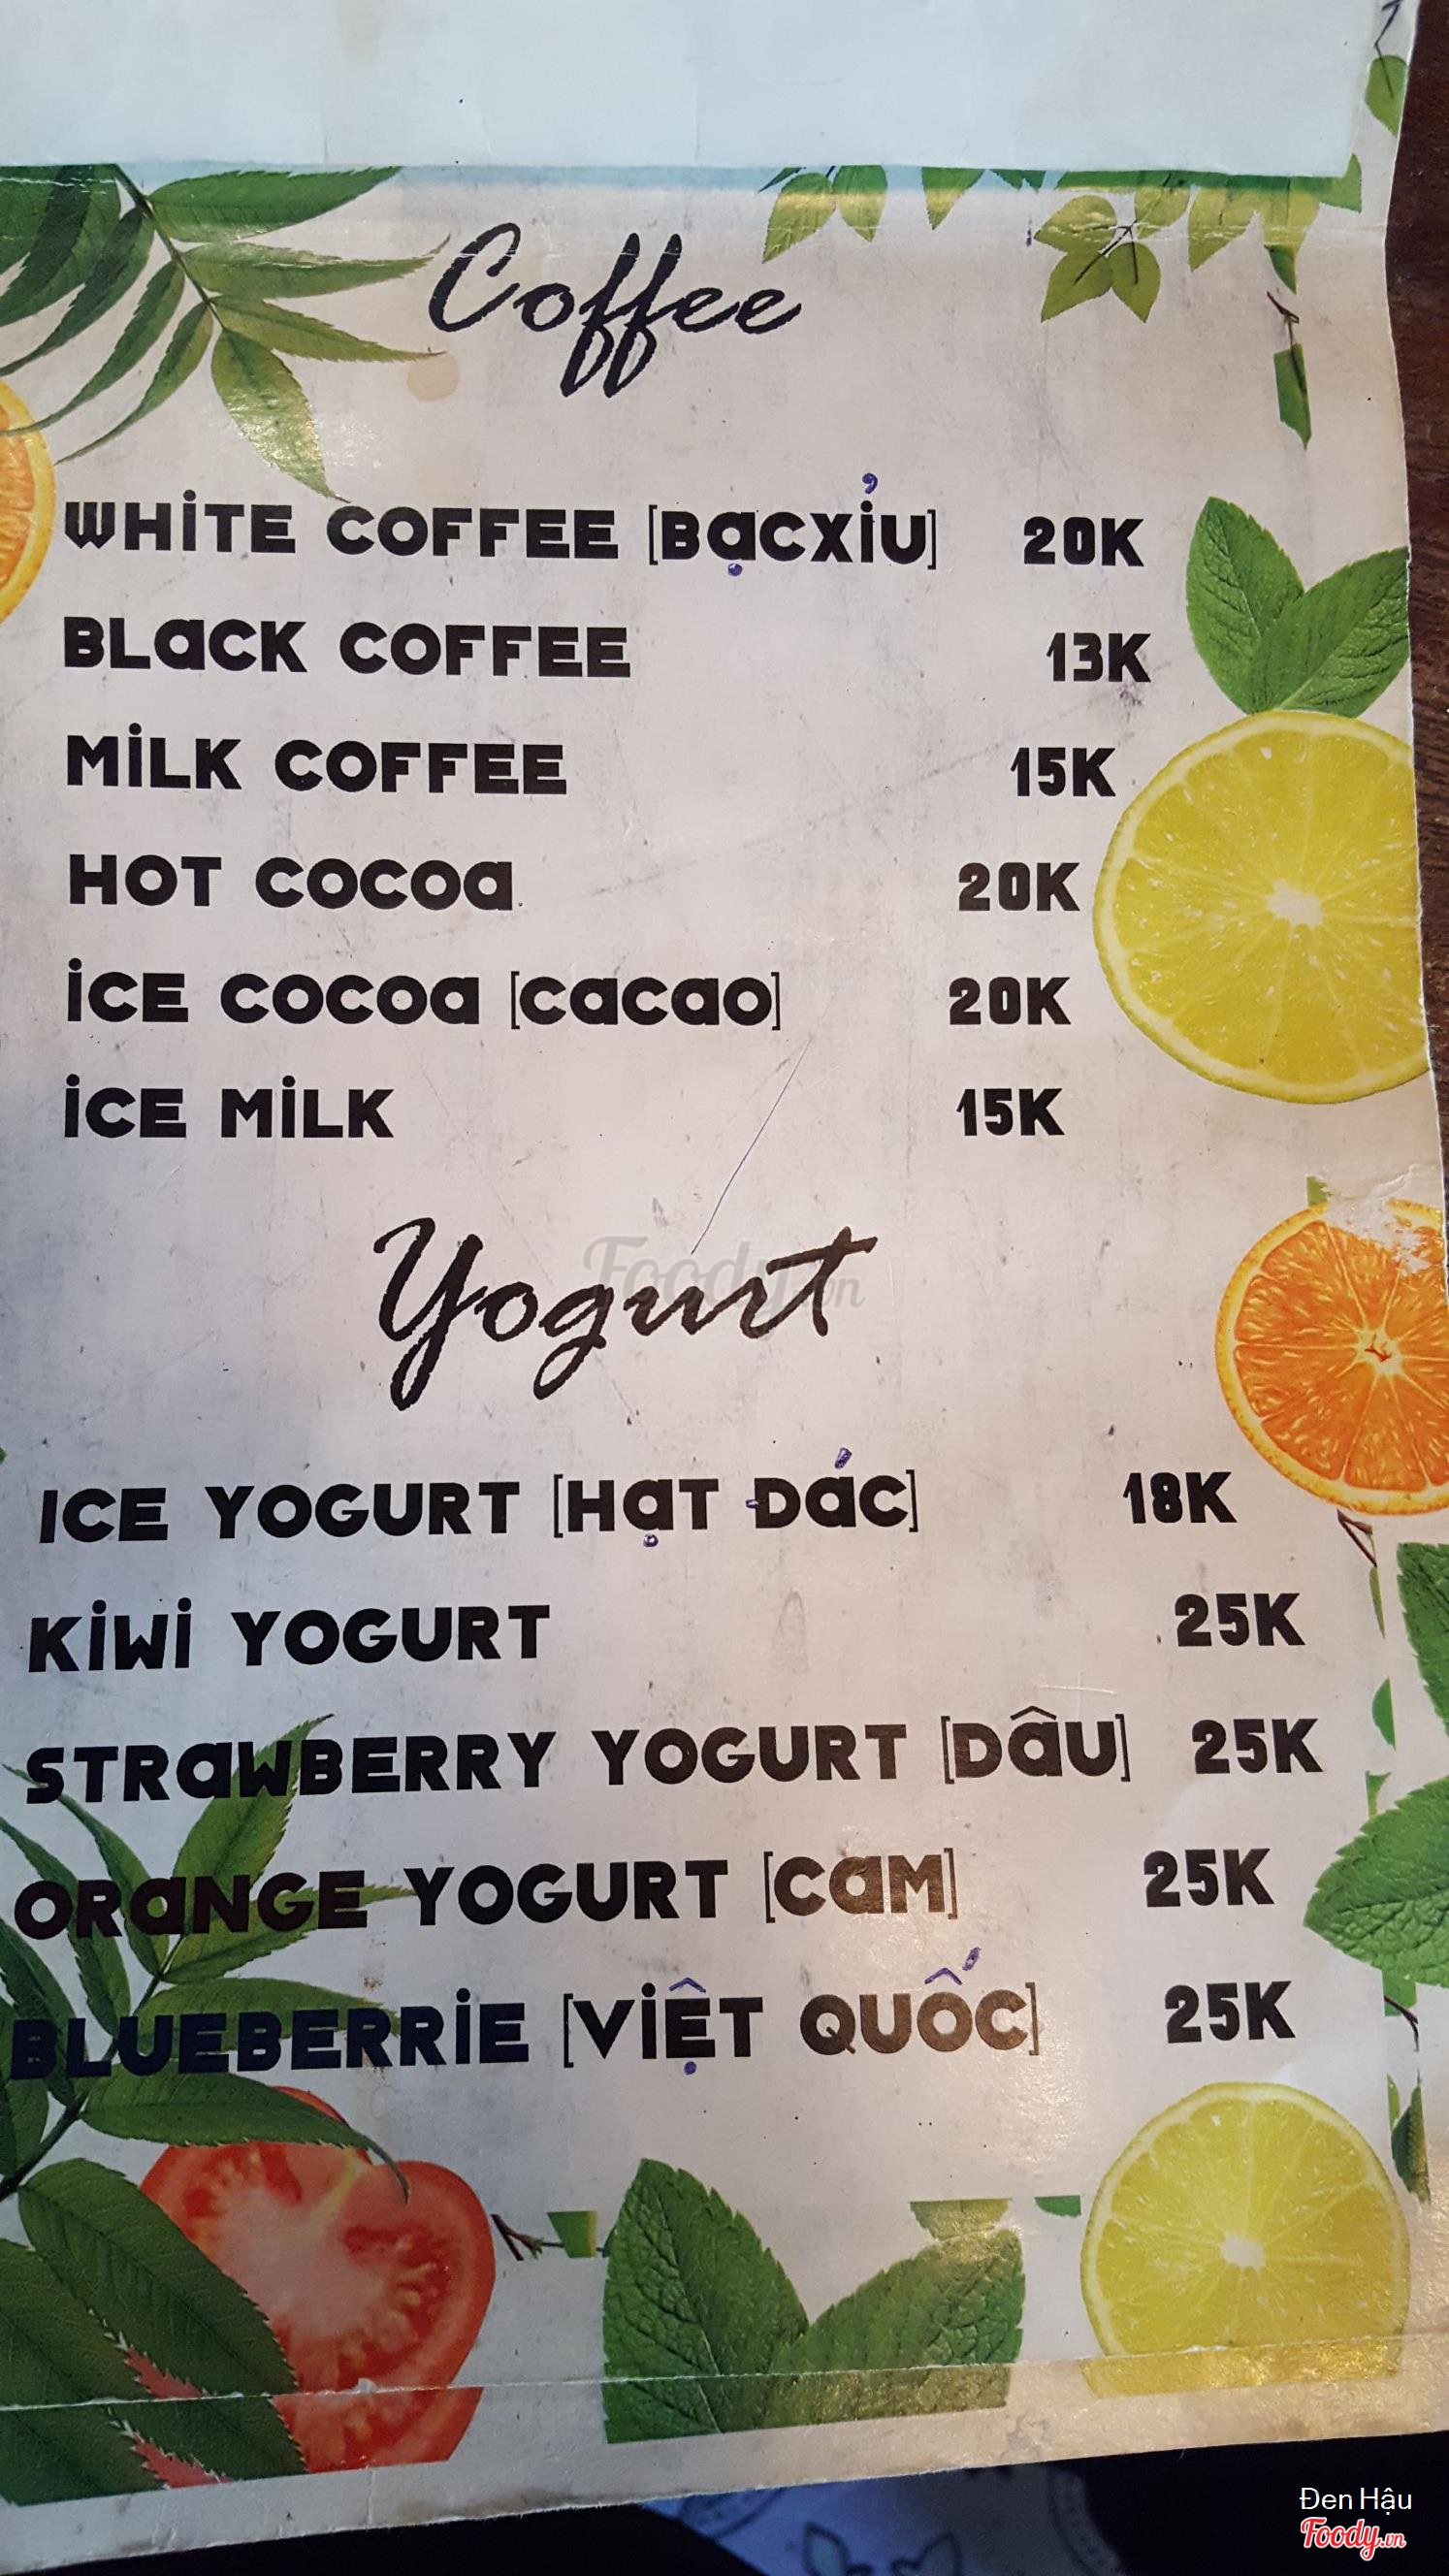 Coffee
WHITE COFFEE [BẠCXỈU] 20K
BLACK COFFEE 13K
MILK COFFEE 15K
HOT COCOA 20K
ICE COCOA [CACAO] 20K
ICE MILK 15K
Yogurt
Foody.vn
ICE YOGURT [HẠT ĐÁC] 18K
KIWI YOGURT 25K
STRAWBERRY YOGURT [DÂU] 25K
ORANGE YOGURT [CAM] 25K
BLUEBERRIE [VIỆT QUỐC] 25K
Đen Hậu
Foody.vn